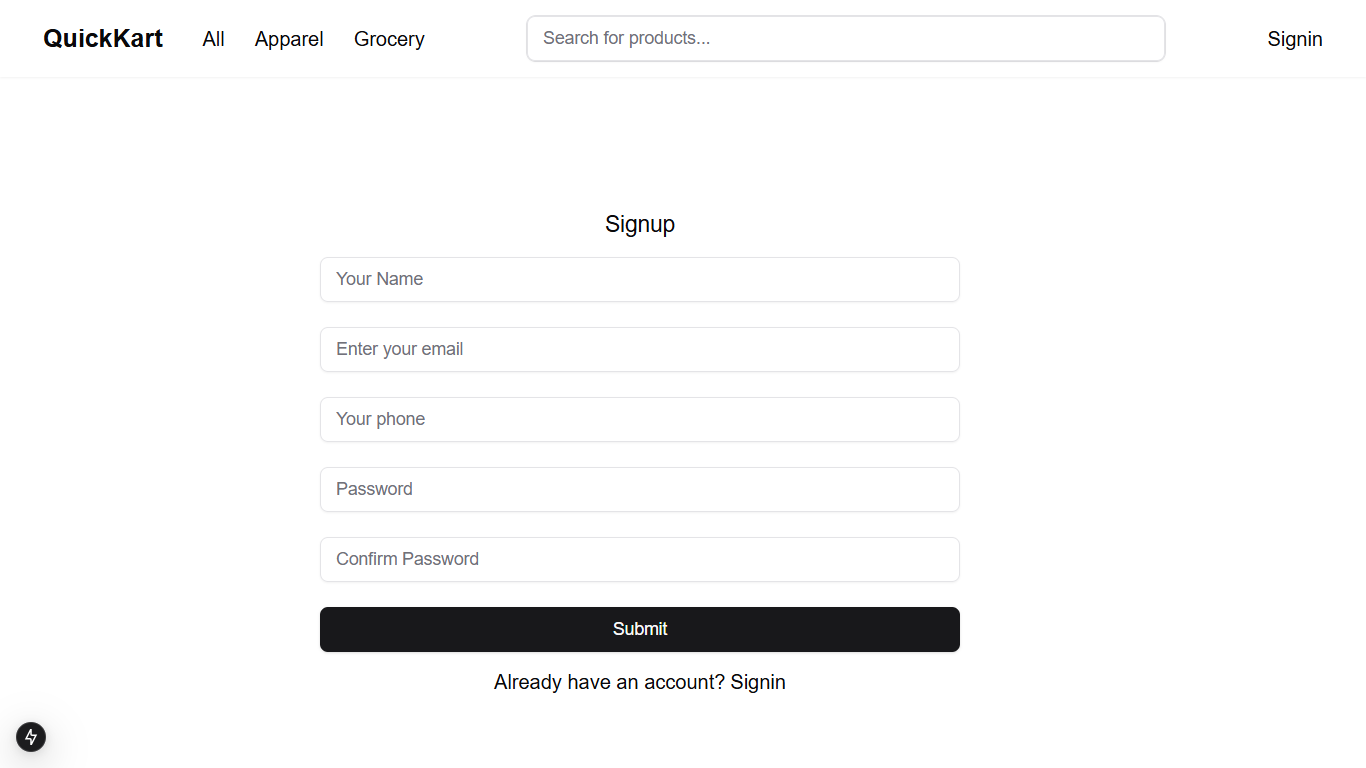 QuickKart All Apparel Grocery Search for products... Signin
Signup
Your Name
Enter your email
Your phone
Password
Confirm Password
Submit
Already have an account? Signin